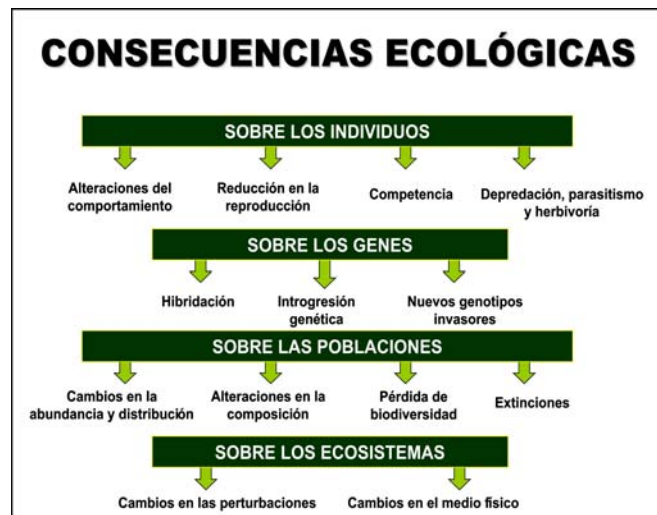 CONSECUENCIAS ECOLÓGICAS
SOBRE LOS INDIVIDUOS
Alteraciones del
comportamiento
Reducción en la
reproducción
Competencia
Depredación, parasitismo
y herbivoría
SOBRE LOS GENES
Hibridación
Introgresión
genética
Nuevos genotipos
invasores
SOBRE LAS POBLACIONES
Cambios en la
abundancia y distribución
Alteraciones en la
composición
Pérdida de
biodiversidad
Extinciones
SOBRE LOS ECOSISTEMAS
Cambios en las perturbaciones
Cambios en el medio físico